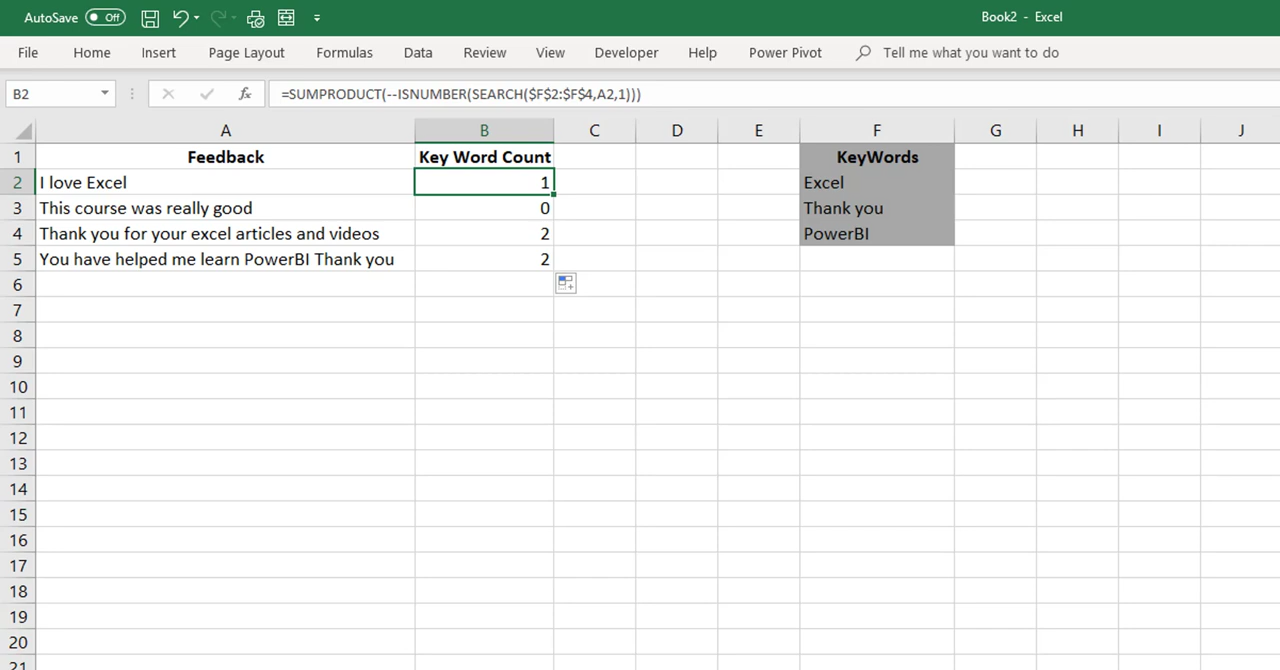 AutoSave Off Book2 - Excel
File Home Insert Page Layout Formulas Data Review View Developer Help Power Pivot Tell me what you want to do
B2 fx =SUMPRODUCT(--ISNUMBER(SEARCH($F$2:$F$4,A2,1)))
A B C D E F G H I J
1 Feedback Key Word Count KeyWords
2 I love Excel 1 Excel
3 This course was really good 0 Thank you
4 Thank you for your excel articles and videos 2 PowerBI
5 You have helped me learn PowerBI Thank you 2
6
7
8
9
10
11
12
13
14
15
16
17
18
19
20
21